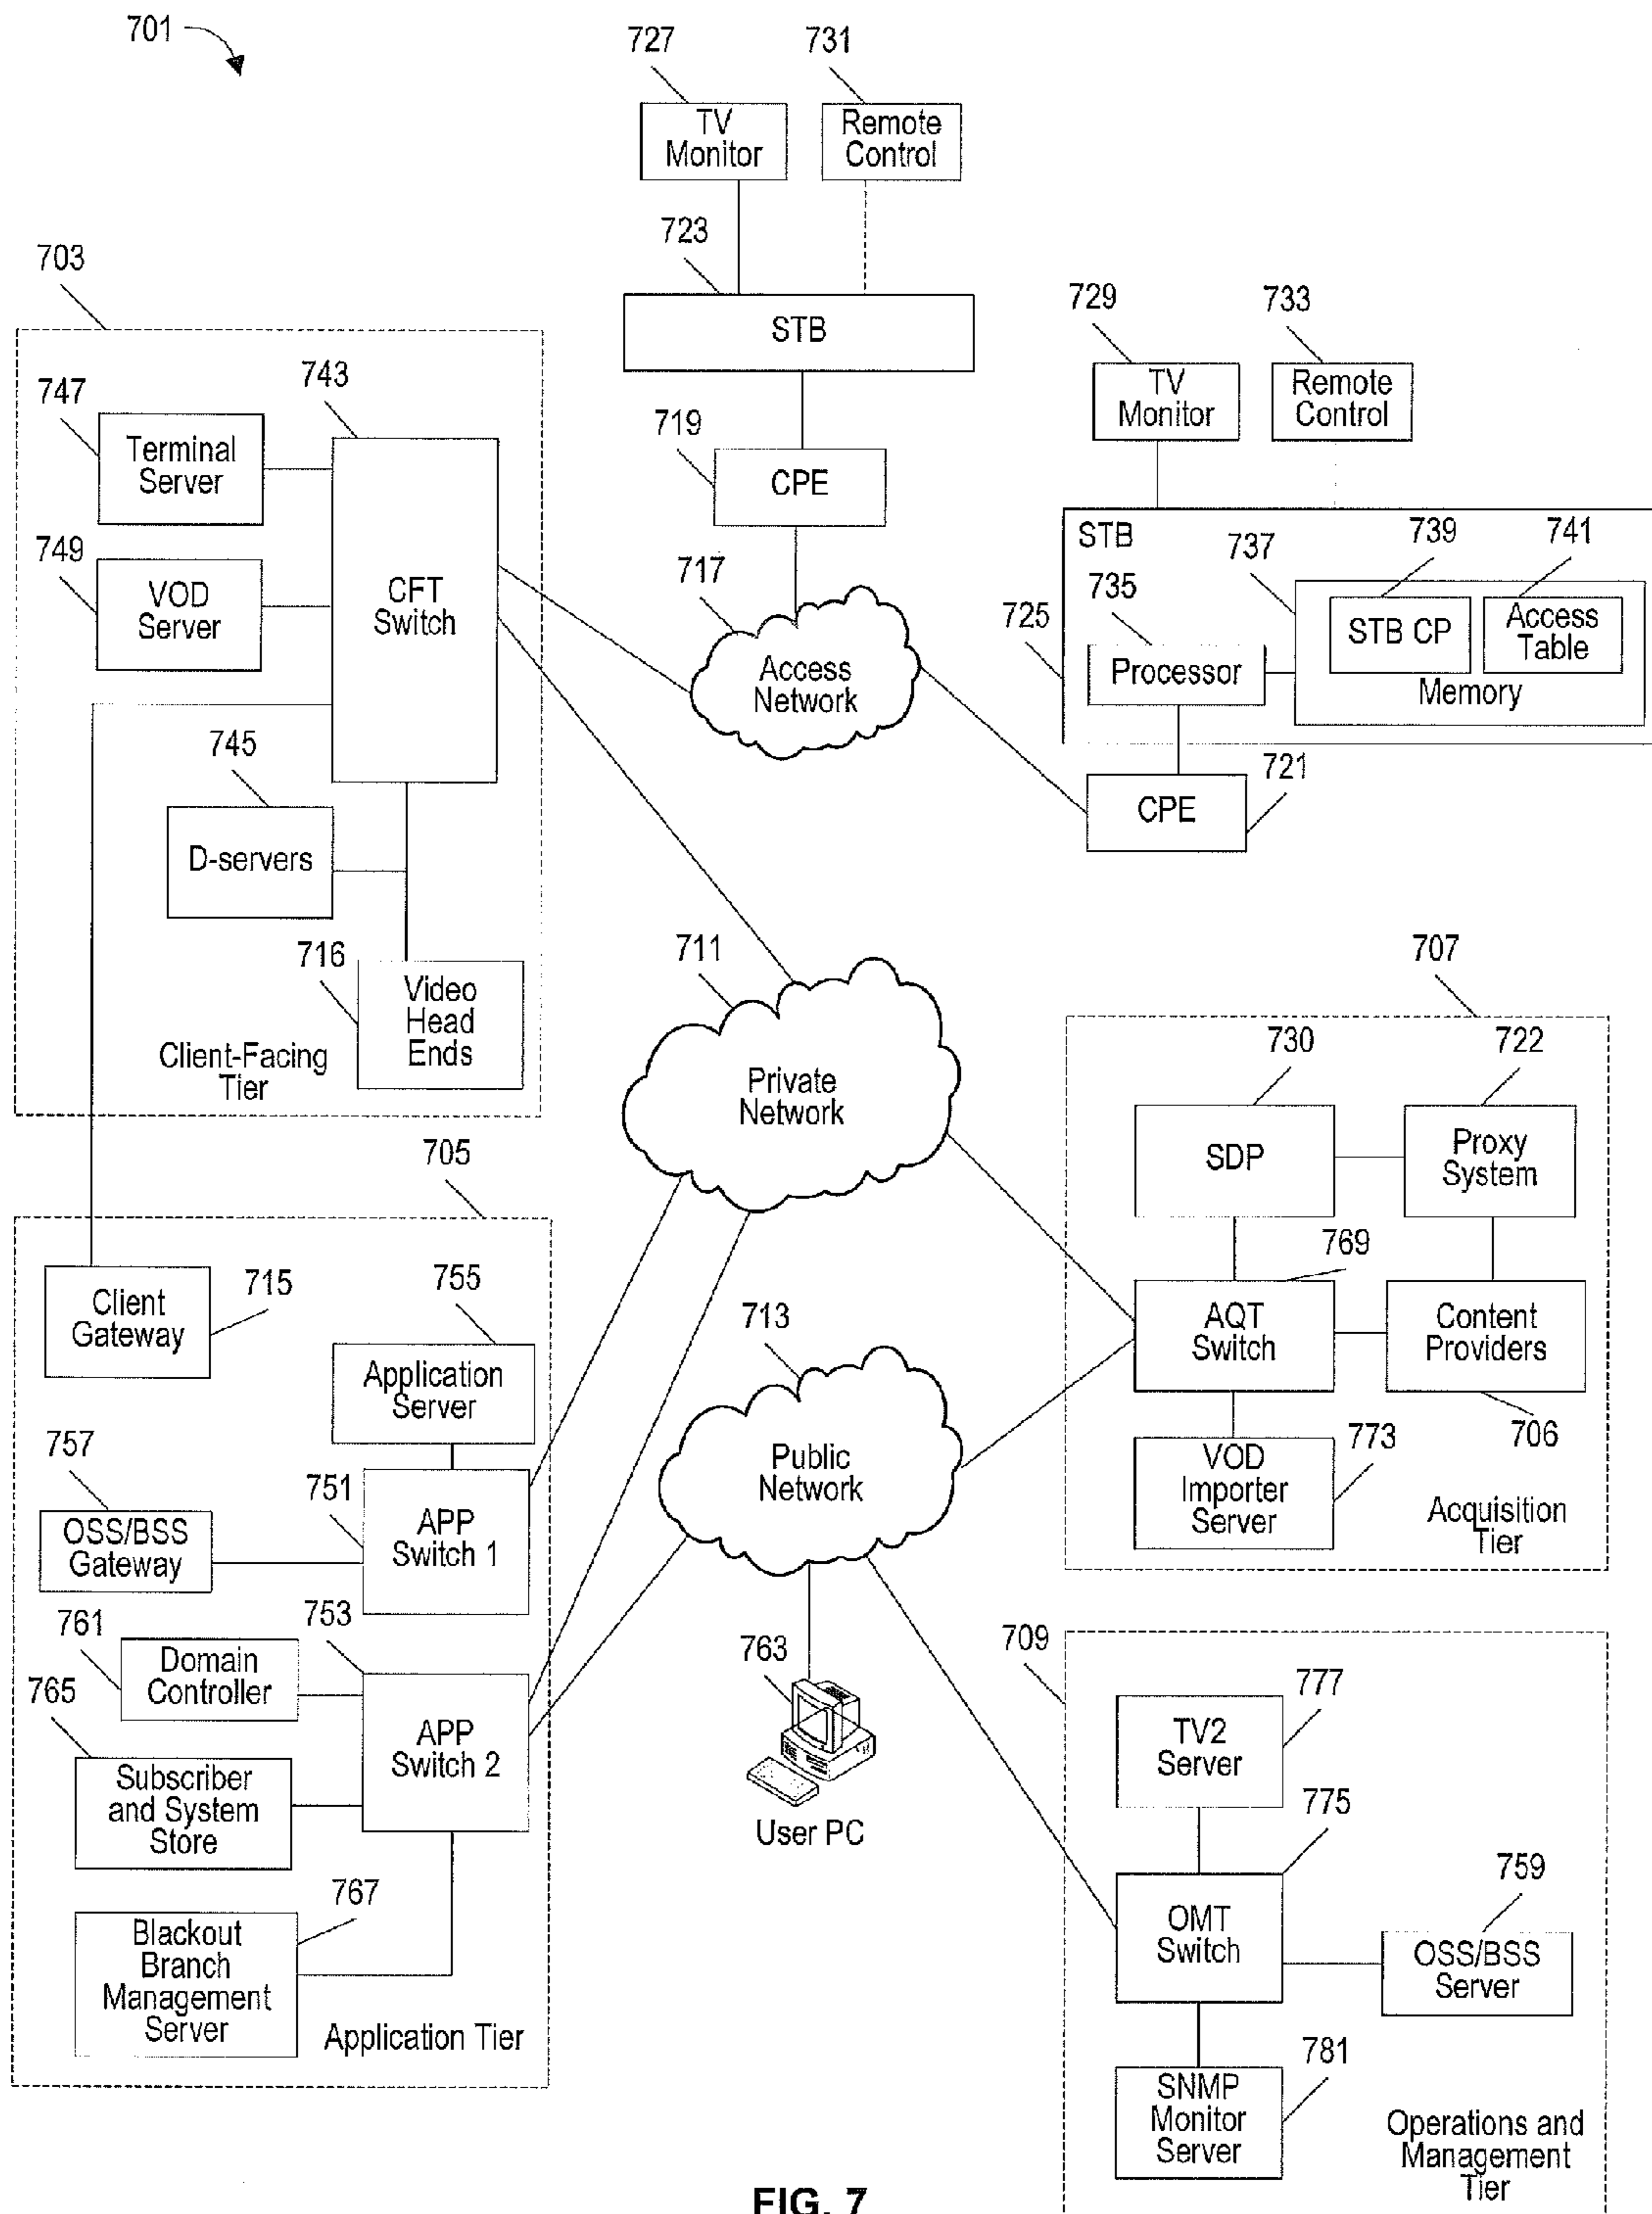 701
727
731
TV
Monitor
Remote
Control
723
STB
703
729
733
TV
Monitor
Remote
Control
747
743
Terminal
Server
719
CPE
STB
737
739
741
749
VOD
Server
CFT
Switch
717
735
725
STB CP
Access
Table
Processor
Memory
Access
Network
745
721
CPE
D-servers
716
Video
Head
Ends
Client-Facing
Tier
711
Private
Network
707
730
722
SDP
Proxy
System
705
769
Client
Gateway
715
755
713
AQT
Switch
Content
Providers
Application
Server
706
773
757
751
OSS/BSS
Gateway
APP
Switch 1
Public
Network
VOD
Importer
Server
Acquisition
Tier
761
753
Domain
Controller
763
709
777
765
APP
Switch 2
TV2
Server
Subscriber
and System
Store
User PC
775
767
759
Blackout
Branch
Management
Server
OMT
Switch
OSS/BSS
Server
Application Tier
781
SNMP
Monitor
Server
Operations and
Management
Tier
FIG. 7